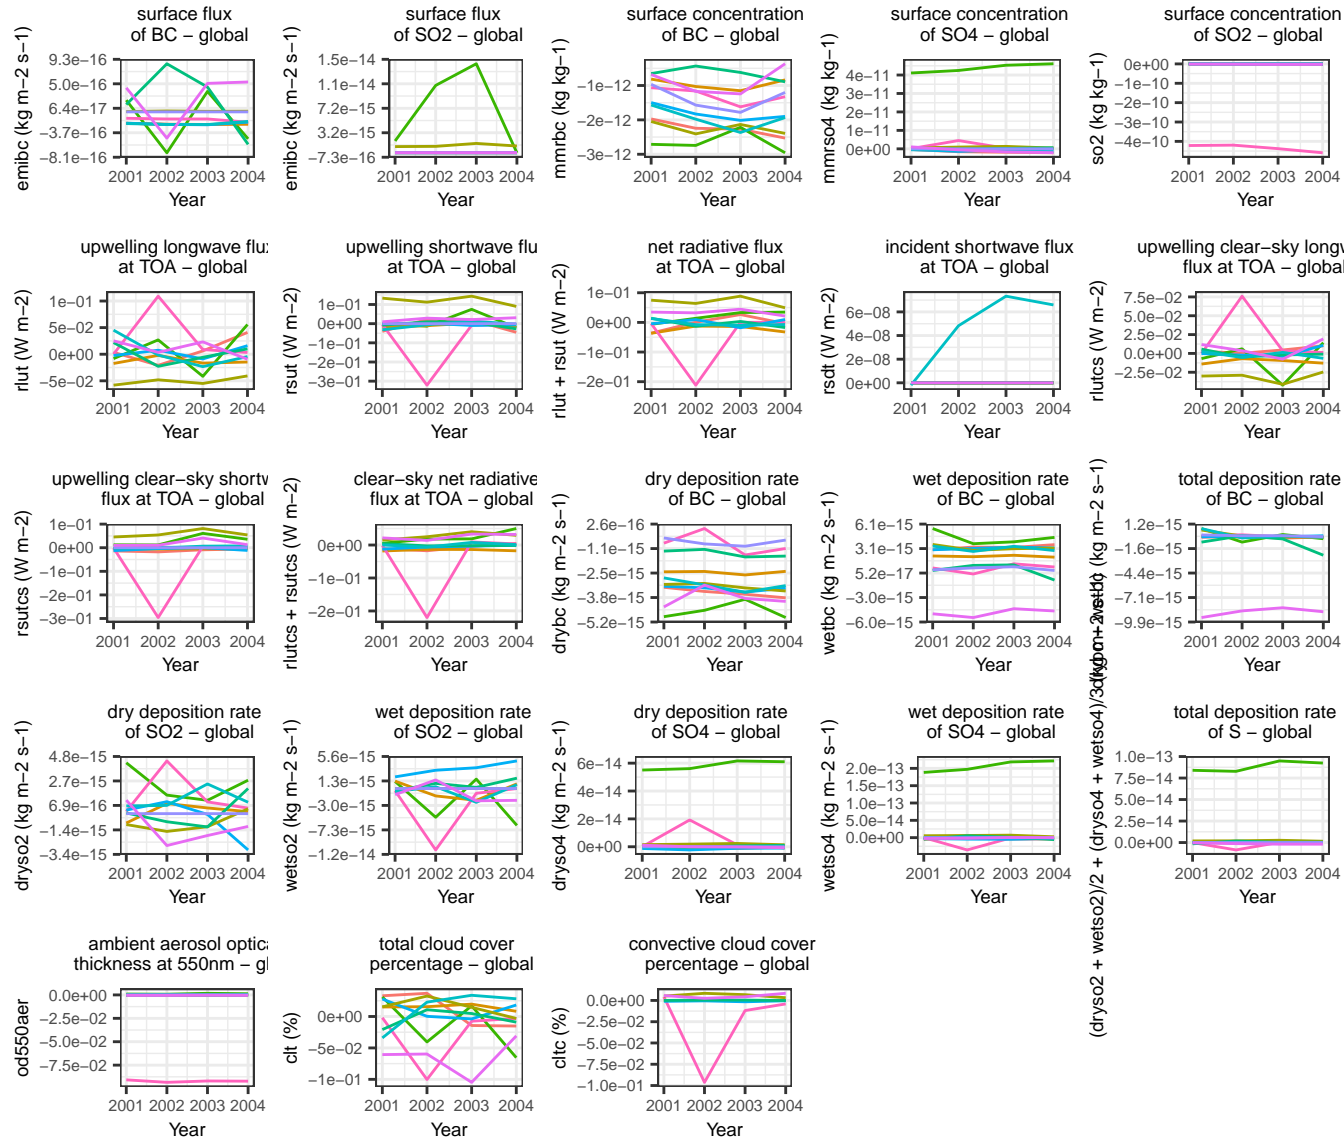 surface flux
of BC − global
emibc (kg m−2 s−1)
9.3e−16
5.0e−16
6.4e−17
−3.7e−16
−8.1e−16
2001 2002 2003 2004
Year
surface flux
of SO2 − global
emibc (kg m−2 s−1)
1.5e−14
1.1e−14
7.2e−15
3.2e−15
−7.3e−16
2001 2002 2003 2004
Year
surface concentration
of BC − global
mmrbc (kg kg−1)
−1e−12
−2e−12
−3e−12
2001 2002 2003 2004
Year
surface concentration
of SO4 − global
mmrso4 (kg kg−1)
4e−11
3e−11
2e−11
1e−11
0e+00
2001 2002 2003 2004
Year
surface concentration
of SO2 − global
so2 (kg kg−1)
0e+00
−1e−10
−2e−10
−3e−10
−4e−10
2001 2002 2003 2004
Year
upwelling longwave flux
at TOA − global
rlut (W m−2)
1e−01
5e−02
0e+00
−5e−02
2001 2002 2003 2004
Year
upwelling shortwave flu
at TOA − global
rsut (W m−2)
1e−01
0e+00
−1e−01
−2e−01
−3e−01
2001 2002 2003 2004
Year
net radiative flux
at TOA − global
rlut + rsut (W m−2)
1e−01
0e+00
−1e−01
−2e−01
2001 2002 2003 2004
Year
incident shortwave flux
at TOA − global
rsdt (W m−2)
6e−08
4e−08
2e−08
0e+00
2001 2002 2003 2004
Year
upwelling clear−sky longw
flux at TOA − global
rlutcs (W m−2)
7.5e−02
5.0e−02
2.5e−02
0.0e+00
−2.5e−02
2001 2002 2003 2004
Year
upwelling clear−sky shortw
flux at TOA − global
rsutcs (W m−2)
1e−01
0e+00
−1e−01
−2e−01
−3e−01
2001 2002 2003 2004
Year
clear−sky net radiative
flux at TOA − global
rlutcs + rsutcs (W m−2)
0e+00
−1e−01
−2e−01
2001 2002 2003 2004
Year
dry deposition rate
of BC − global
drybc (kg m−2 s−1)
2.6e−16
−1.1e−15
−2.5e−15
−3.8e−15
−5.2e−15
2001 2002 2003 2004
Year
wet deposition rate
of BC − global
wetbc (kg m−2 s−1)
6.1e−15
3.1e−15
5.2e−17
−3.0e−15
−6.0e−15
2001 2002 2003 2004
Year
total deposition rate
of BC − global
drybc + wetbc (kg m−2 s−1)
1.2e−15
−1.6e−15
−4.4e−15
−7.1e−15
−9.9e−15
2001 2002 2003 2004
Year
dry deposition rate
of SO2 − global
dryso2 (kg m−2 s−1)
4.8e−15
2.7e−15
6.9e−16
−1.4e−15
−3.4e−15
2001 2002 2003 2004
Year
wet deposition rate
of SO2 − global
wetso2 (kg m−2 s−1)
5.6e−15
1.3e−15
−3.0e−15
−7.3e−15
−1.2e−14
2001 2002 2003 2004
Year
dry deposition rate
of SO4 − global
dryso4 (kg m−2 s−1)
6e−14
4e−14
2e−14
0e+00
2001 2002 2003 2004
Year
wet deposition rate
of SO4 − global
wetso4 (kg m−2 s−1)
2.0e−13
1.5e−13
1.0e−13
5.0e−14
0.0e+00
2001 2002 2003 2004
Year
total deposition rate
of S − global
(dryso2 + wetso2)/2 + (dryso4 + wetso4)/3 (kg m−2 s−1)
1.0e−13
7.5e−14
5.0e−14
2.5e−14
0.0e+00
2001 2002 2003 2004
Year
ambient aerosol optica
thickness at 550nm − gl
od550aer
0.0e+00
−2.5e−02
−5.0e−02
−7.5e−02
2001 2002 2003 2004
Year
total cloud cover
percentage − global
clt (%)
0e+00
−5e−02
−1e−01
2001 2002 2003 2004
Year
convective cloud cover
percentage − global
cltc (%)
0.0e+00
−2.5e−02
−5.0e−02
−7.5e−02
−1.0e−01
2001 2002 2003 2004
Year